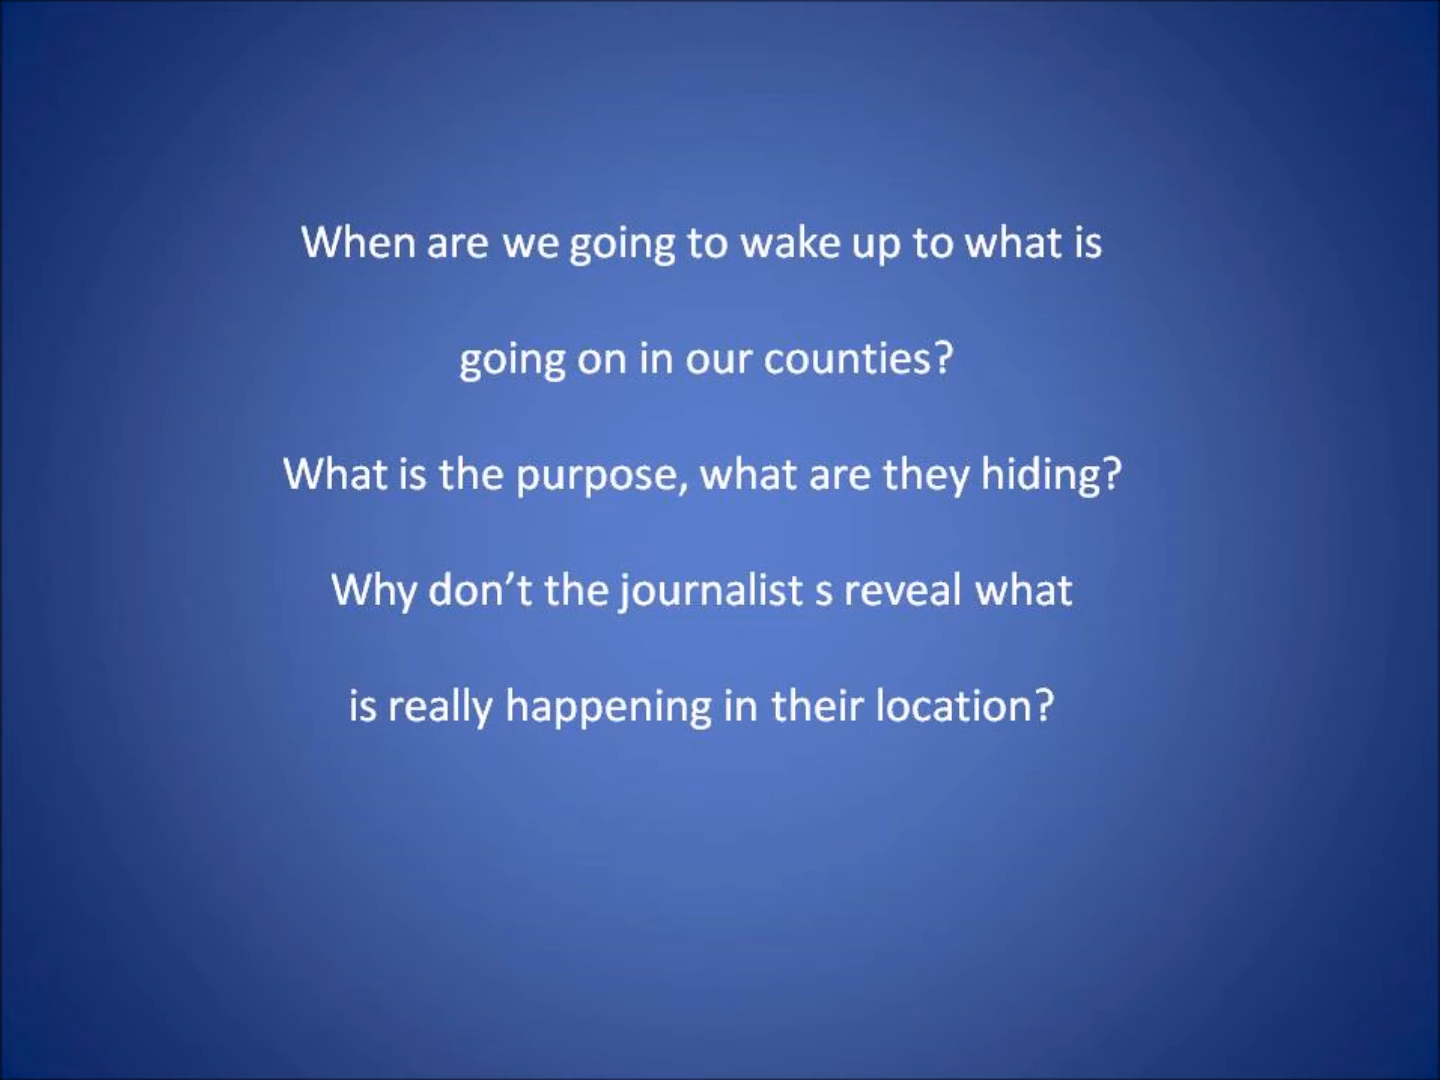 When are we going to wake up to what is
going on in our counties?
What is the purpose, what are they hiding?
Why don’t the journalist s reveal what
is really happening in their location?